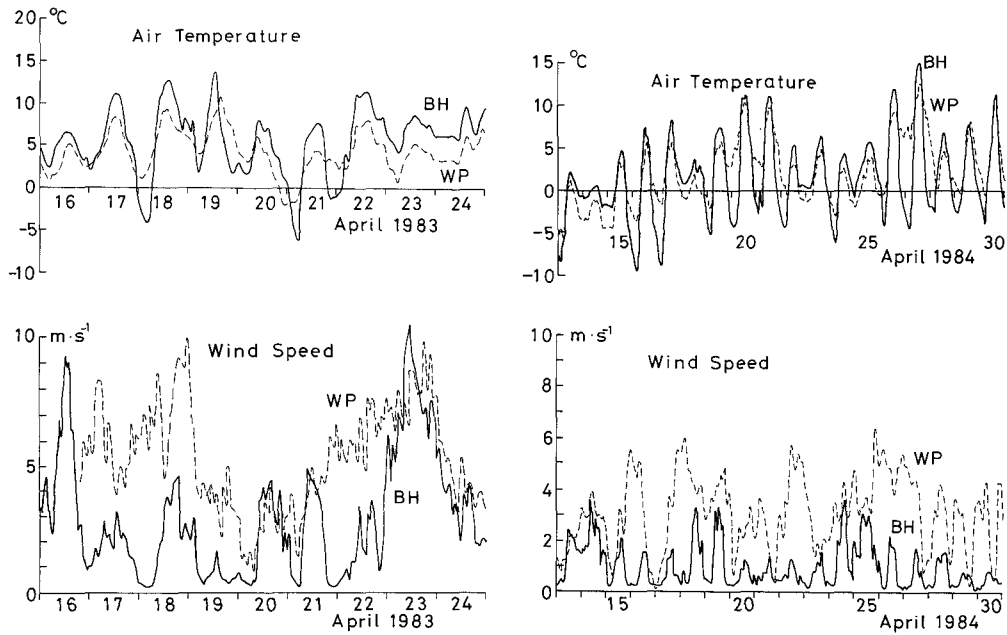 20 °C
Air Temperature
15
10
5
0
-5
-10
BH
WP
16 17 18 19 20 21 22 23 24
April 1983
°C
15
Air Temperature
10
5
0
-5
-10
BH
WP
15 20 25 30
April 1984
10 m·s⁻¹
Wind Speed
5
0
WP
BH
16 17 18 19 20 21 22 23 24
April 1983
10 m·s⁻¹
Wind Speed
8
6
4
2
0
WP
BH
15 20 26 30
April 1984